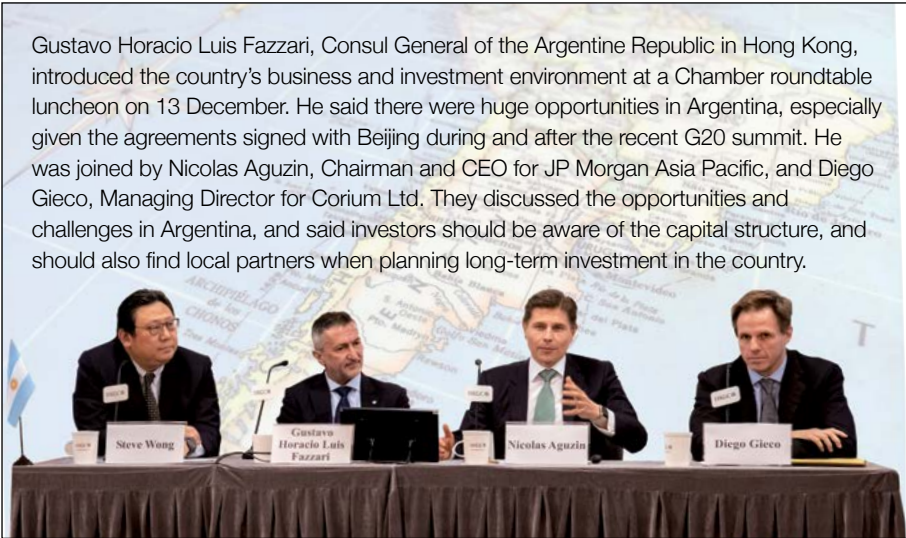 Gustavo Horacio Luis Fazzari, Consul General of the Argentine Republic in Hong Kong,
introduced the country's business and investment environment at a Chamber roundtable
luncheon on 13 December. He said there were huge opportunities in Argentina, especially
given the agreements signed with Beijing during and after the recent G20 summit. He
was joined by Nicolas Aguzin, Chairman and CEO for JP Morgan Asia Pacific, and Diego
Gieco, Managing Director for Corium Ltd. They discussed the opportunities and
challenges in Argentina, and said investors should be aware of the capital structure, and
should also find local partners when planning long-term investment in the country.
ARCHIPIÉLAGO
de los
CHONOS
T
Steve Wong
Gustavo
Horacio Luis
Fazzari
Nicolas Aguzin
Diego Gieco